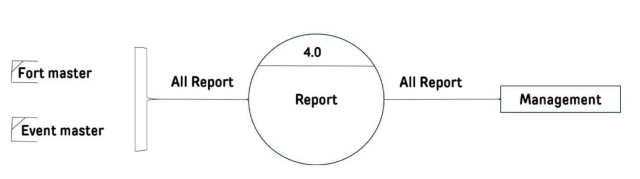 4.0
Fort master
All Report
All Report
Report
Management
Event master